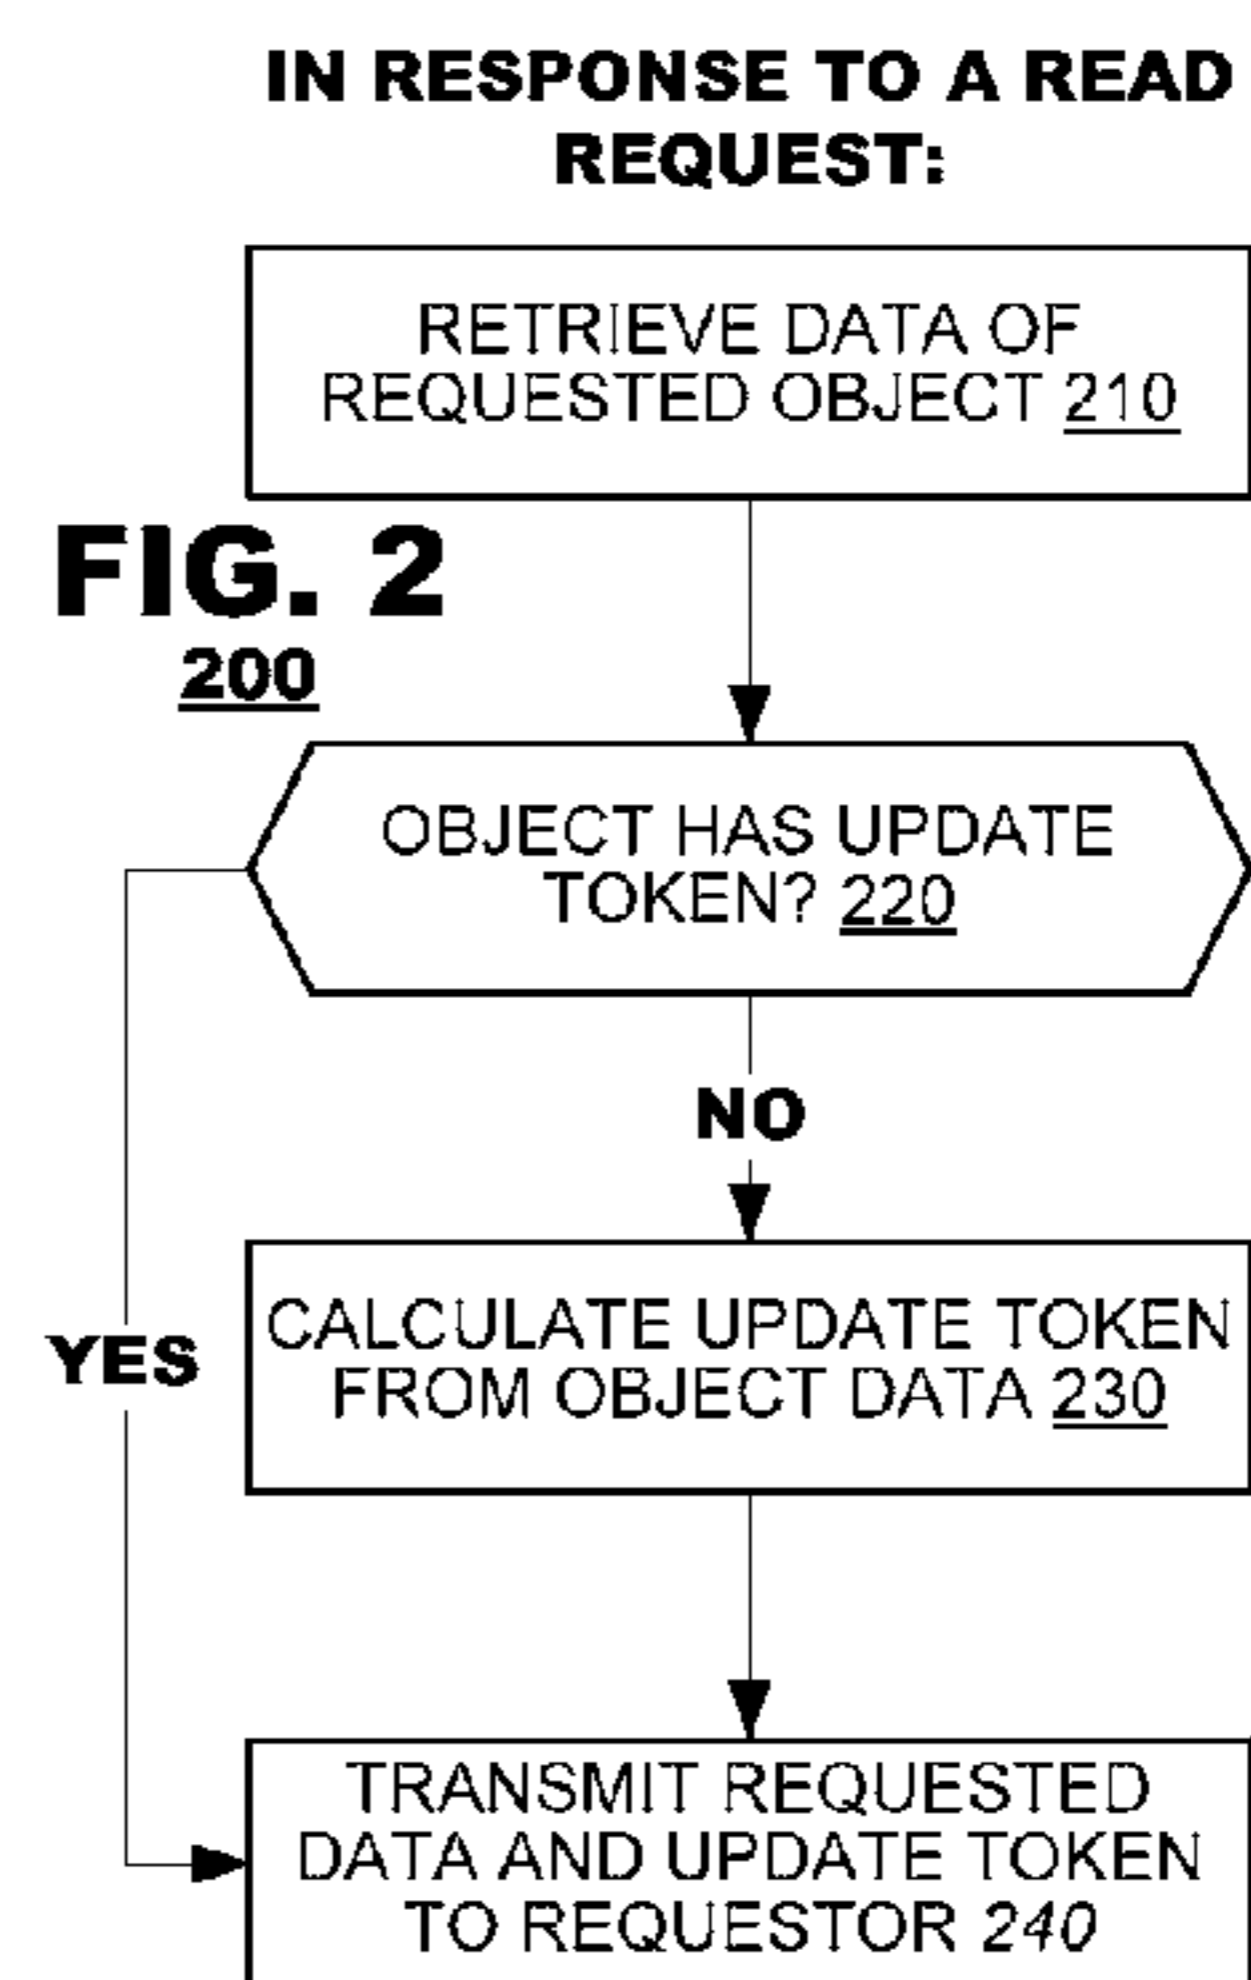 IN RESPONSE TO A READ
REQUEST:
RETRIEVE DATA OF
REQUESTED OBJECT 210
FIG. 2
200
OBJECT HAS UPDATE
TOKEN? 220
NO
CALCULATE UPDATE TOKEN
FROM OBJECT DATA 230
YES
TRANSMIT REQUESTED
DATA AND UPDATE TOKEN
TO REQUESTOR 240